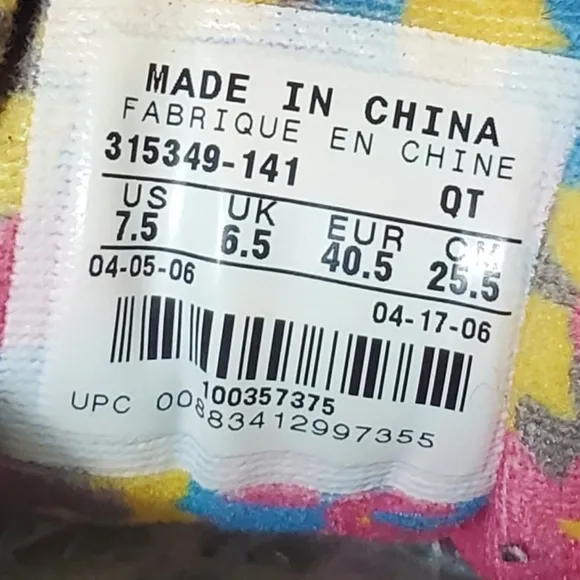 MADE IN CHINA
FABRIQUE EN CHINE
315349-141 QT
US UK EUR CM
7.5 6.5 40.5 25.5
04-05-06 04-17-06
100357375
UPC 00883412997355